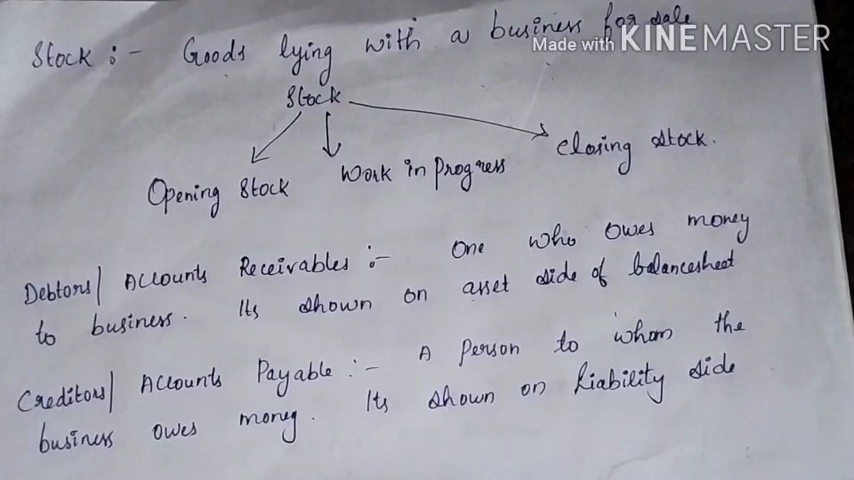 Stock :- Goods lying with a business for sale
Made with KINEMASTER
Stock
Opening Stock Work in Progress Closing Stock.
Debtors/ Accounts Receivables :- One who owes money
to business. Its shown on asset side of balancesheet
Creditors/ Accounts Payable :- A person to whom the
business owes money. Its shown on liability side